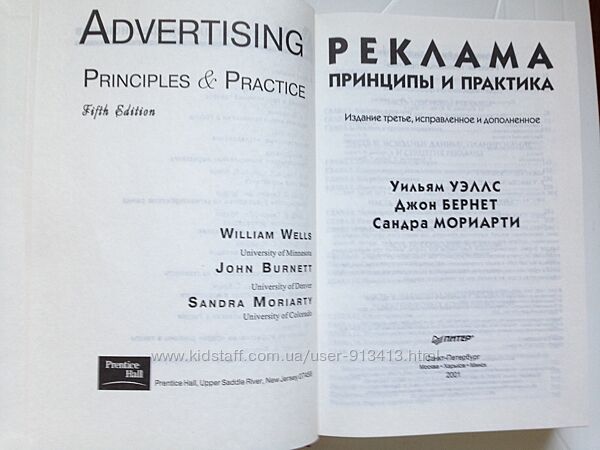 ADVERTISING
PRINCIPLES & PRACTICE
Fifth Edition
WILLIAM WELLS
University of Minnesota
JOHN BURNETT
University of Denver
SANDRA MORIARTY
University of Colorado
Prentice
Hall
Prentice Hall, Upper Saddle River, New Jersey 07458
РЕКЛАМА
ПРИНЦИПЫ И ПРАКТИКА
Издание третье, исправленное и дополненное
Уильям УЭЛЛС
Джон БЕРНЕТ
Сандра МОРИАРТИ
ПИТЕР
Санкт-Петербург
Москва • Харьков • Минск
2001
www.kidstaff.com.ua/user-913413.html